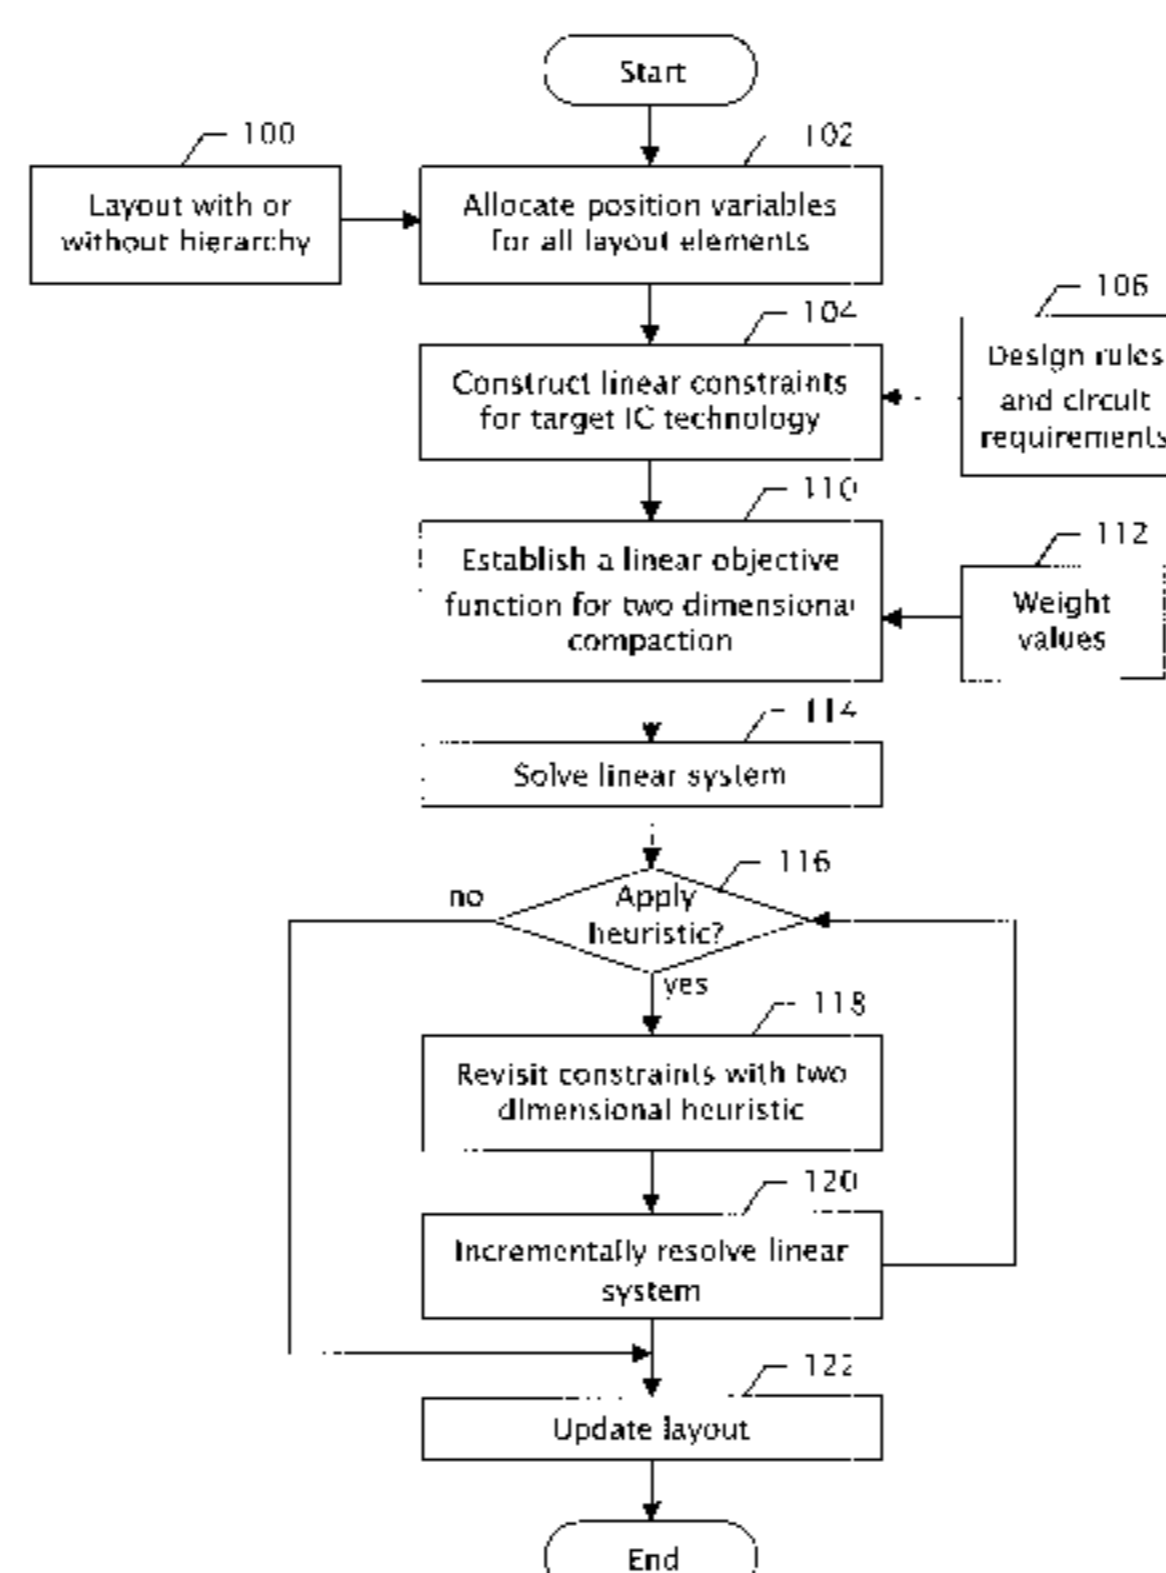 Start
100
102
Layout with or
without hierarchy
Allocate position variables
for all layout elements
106
104
Design rules
and circuit
requirements
Construct linear constraints
for target IC technology
110
112
Establish a linear objective
function for two dimensional
compaction
Weight
values
114
Solve linear system
116
no
Apply
heuristic?
yes
118
Revisit constraints with two
dimensional heuristic
120
Incrementally resolve linear
system
122
Update layout
End